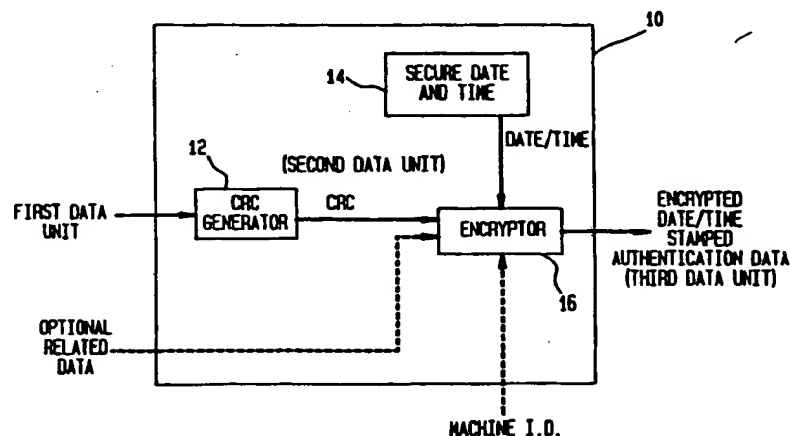 10
14
SECURE DATE
AND TIME
DATE/TIME
12
(SECOND DATA UNIT)
CRC
GENERATOR
CRC
FIRST DATA
UNIT
ENCRYPTOR
ENCRYPTED
DATE/TIME
STAMPED
AUTHENTICATION DATA
(THIRD DATA UNIT)
16
OPTIONAL
RELATED
DATA
MACHINE I.D.